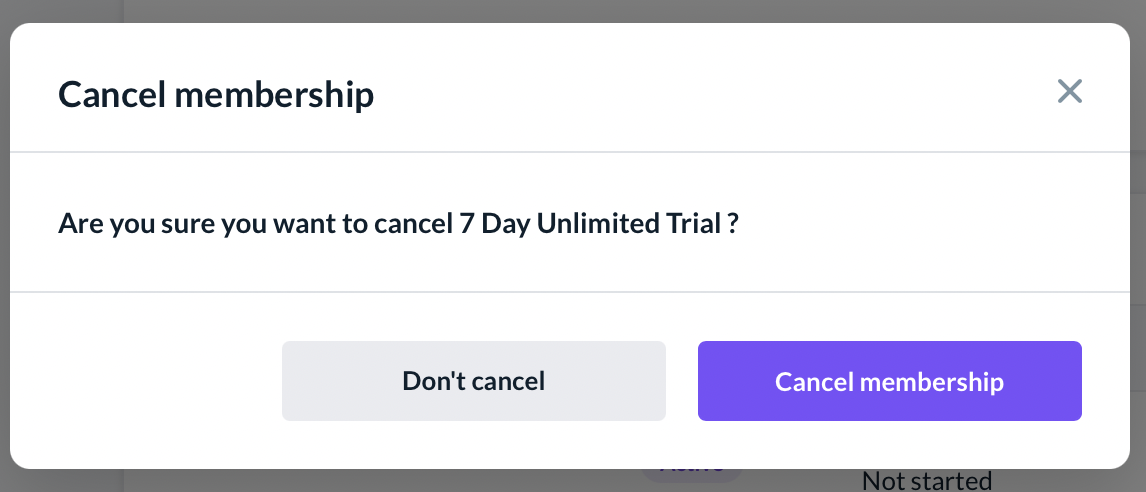 Cancel membership
Are you sure you want to cancel 7 Day Unlimited Trial ?
Don't cancel
Cancel membership
Not started